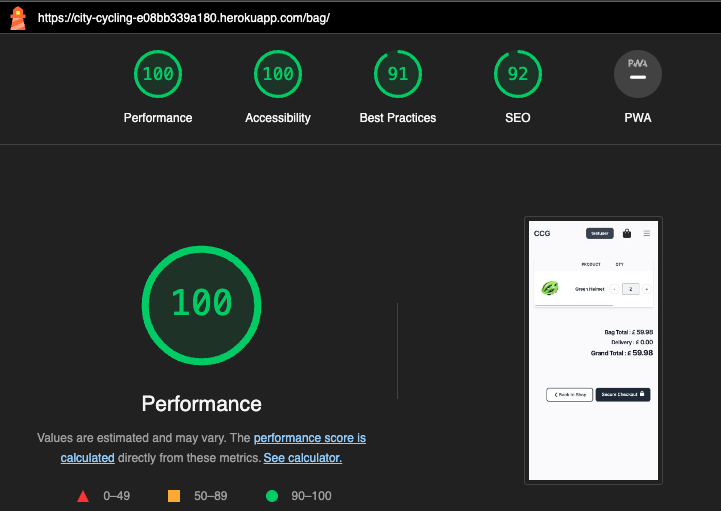 https://city-cycling-e08bb339a180.herokuapp.com/bag/
100
100
91
92
PWA
Performance
Accessibility
Best Practices
SEO
PWA
CCG
testuser
PRODUCT QTY
Green Helmet - 2 +
100
Bag Total : £ 59.98
Delivery : £ 0.00
Grand Total : £ 59.98
Back to Shop
Secure Checkout
Performance
Values are estimated and may vary. The performance score is
calculated directly from these metrics. See calculator.
0–49
50–89
90–100